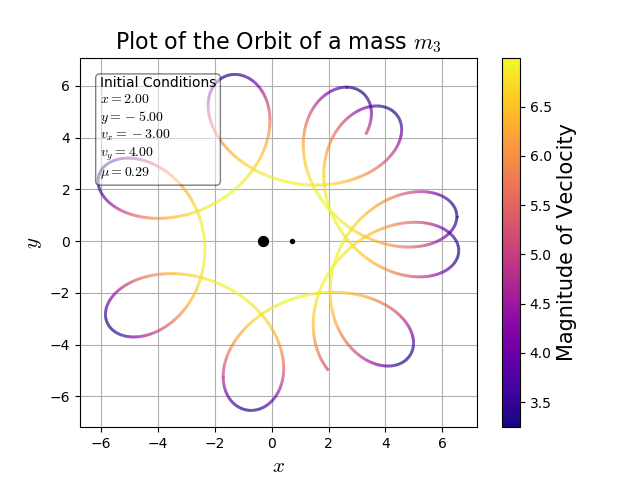 Plot of the Orbit of a mass m₃
Initial Conditions
x = 2.00
y = −5.00
vₓ = −3.00
v_y = 4.00
μ = 0.29
6
4
2
0
−2
−4
−6
y
−6
−4
−2
0
2
4
6
x
6.5
6.0
5.5
5.0
4.5
4.0
3.5
Magnitude of Veclocity